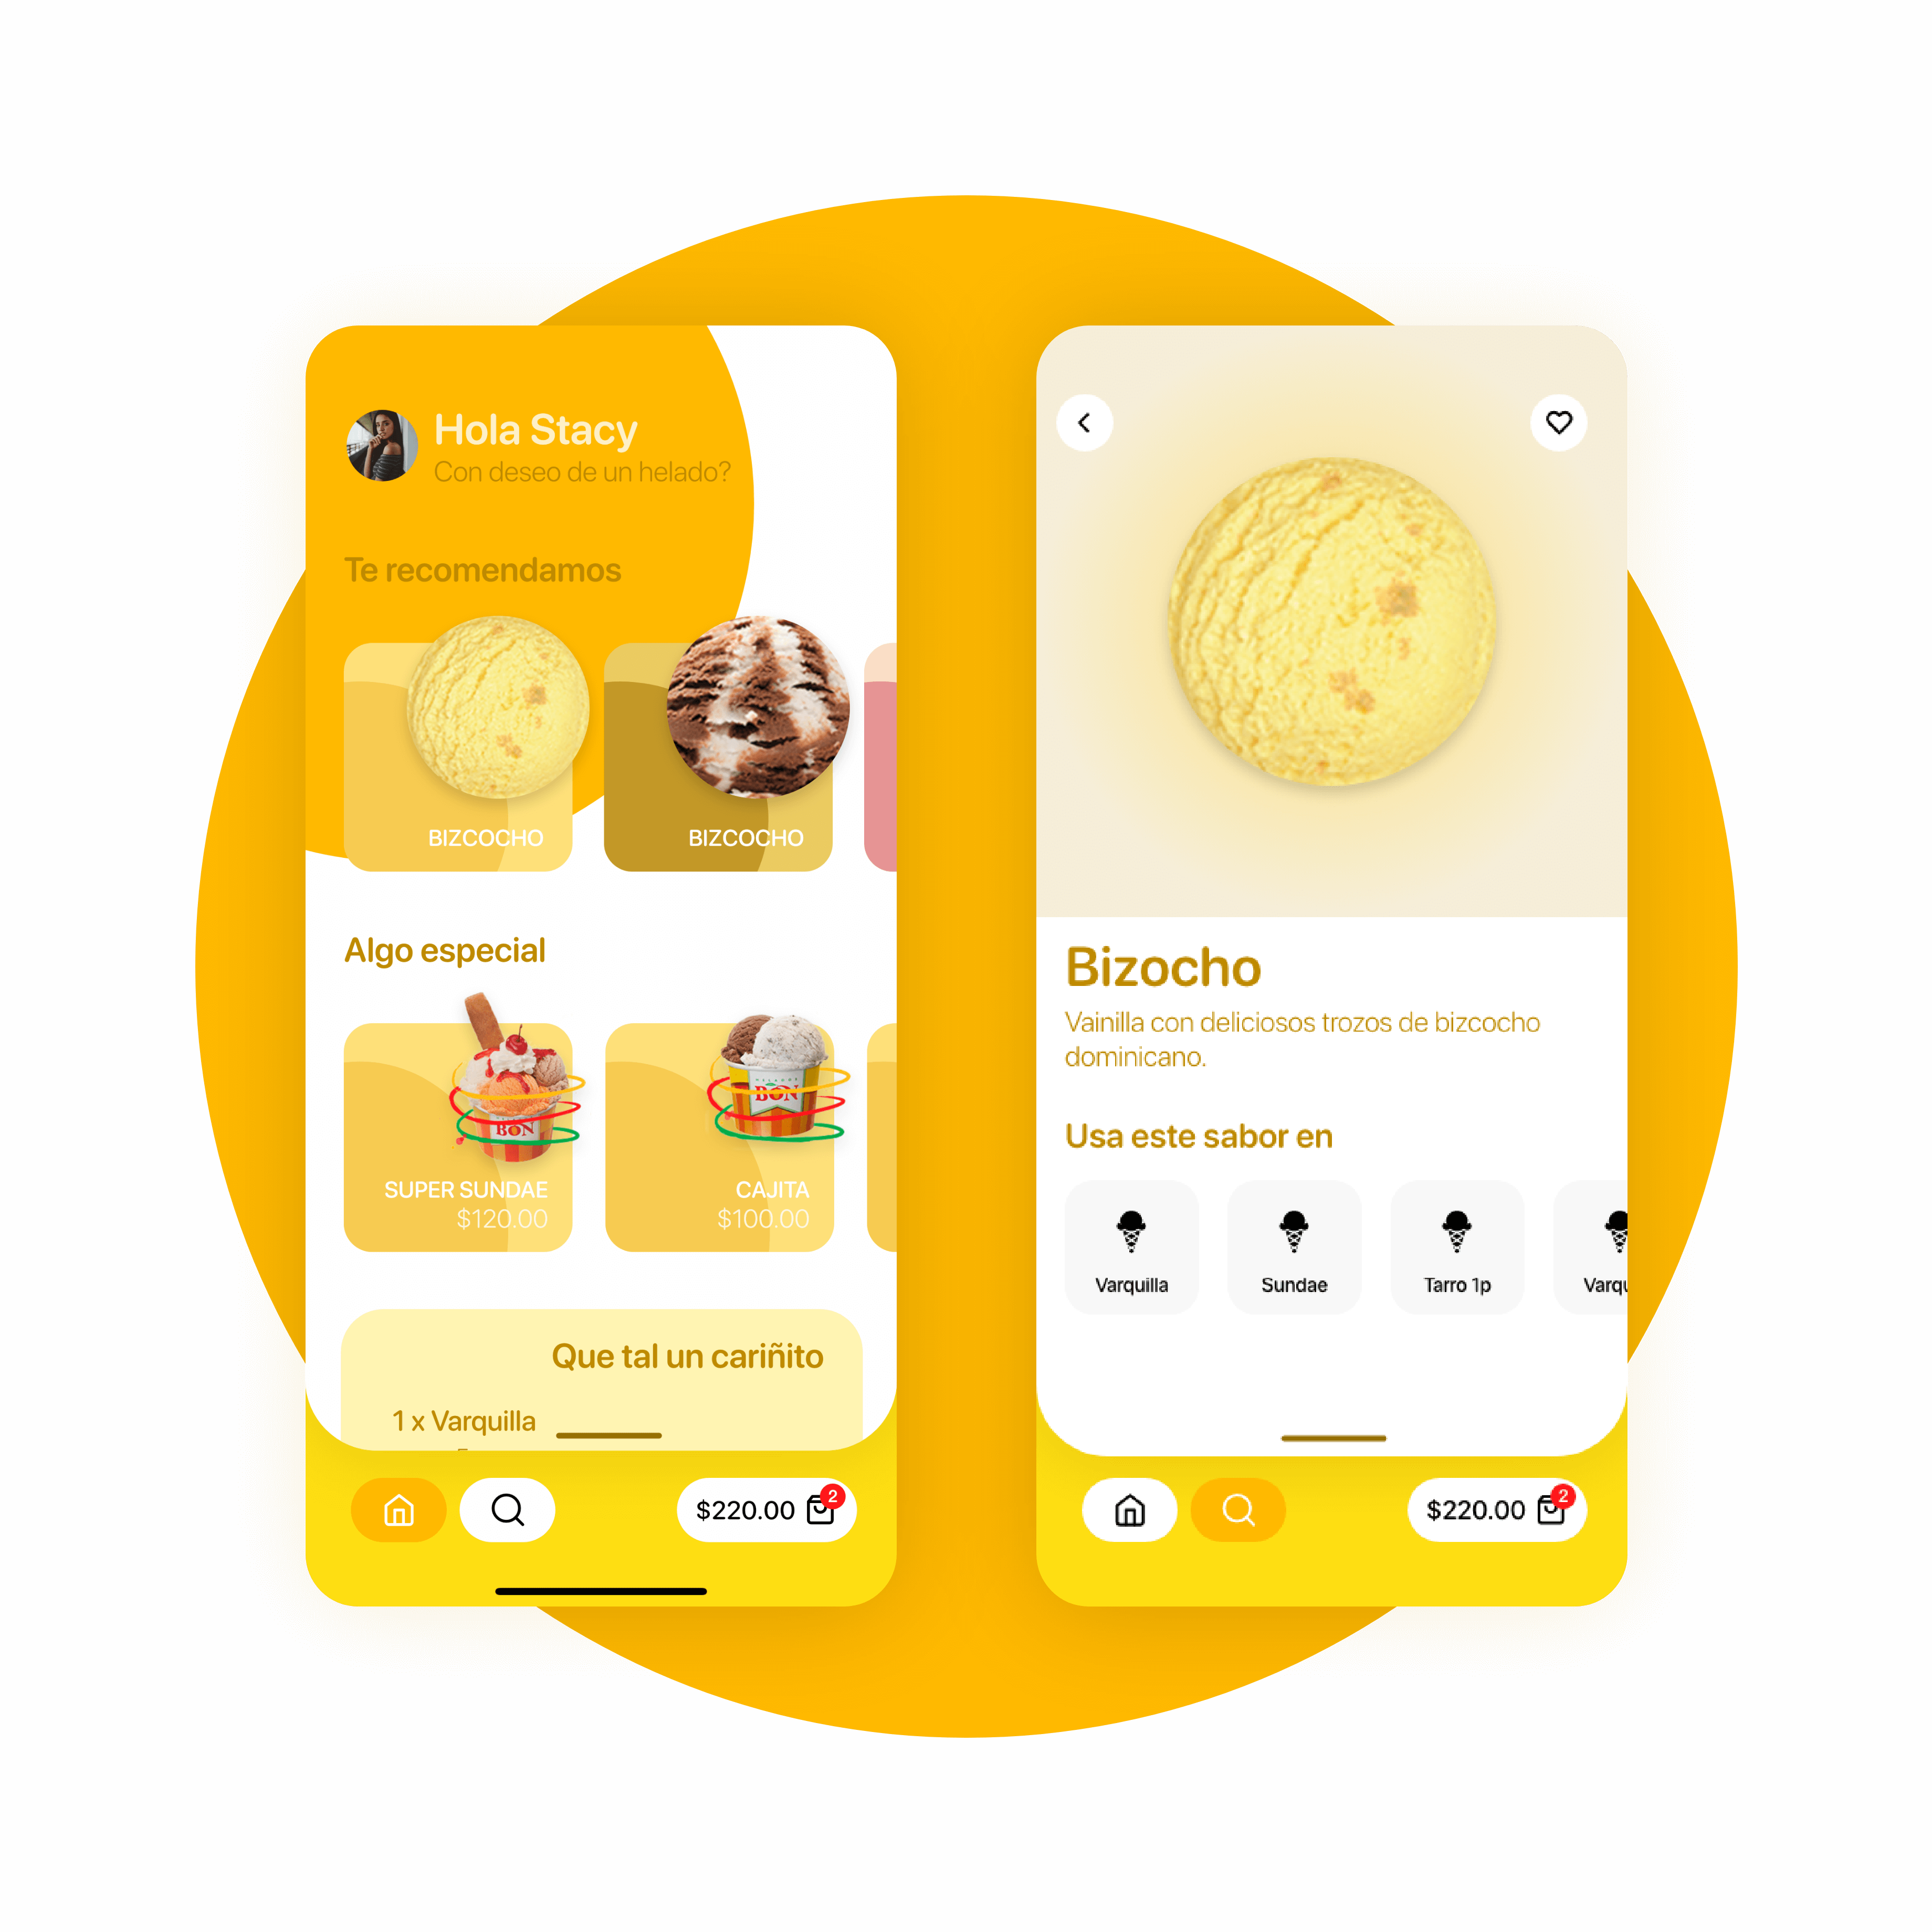 Hola Stacy
Con deseo de un helado?
Te recomendamos
BIZCOCHO
BIZCOCHO
Algo especial
BON
SUPER SUNDAE
$120.00
BON
CAJITA
$100.00
Que tal un cariñito
1 x Varquilla
$220.00
2
Bizocho
Vainilla con deliciosos trozos de bizcocho
dominicano.
Usa este sabor en
Varquilla
Sundae
Tarro 1p
Varqu
$220.00
2